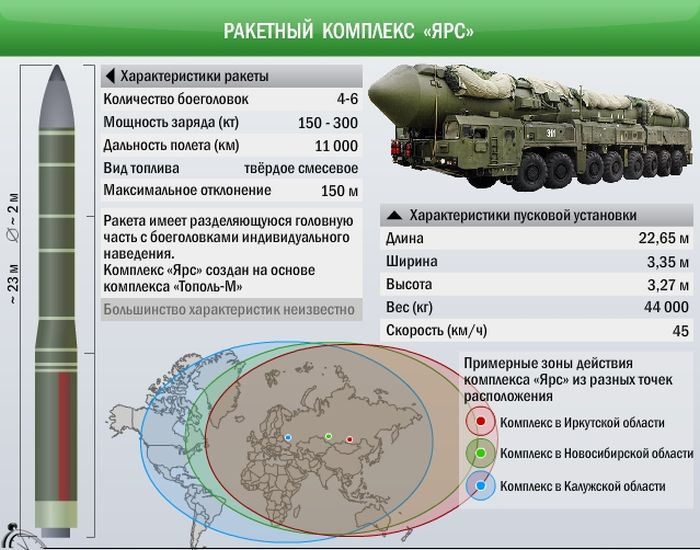 РАКЕТНЫЙ КОМПЛЕКС «ЯРС»
Характеристики ракеты
Количество боеголовок 4-6
Мощность заряда (кт) 150 - 300
Дальность полета (км) 11 000
Вид топлива твёрдое смесевое
Максимальное отклонение 150 м
Ракета имеет разделяющуюся головную
часть с боеголовками индивидуального
наведения.
Комплекс «Ярс» создан на основе
комплекса «Тополь-М»
Большинство характеристик неизвестно
~ 23 м
⌀ ~ 2 м
311
Характеристики пусковой установки
Длина 22,65 м
Ширина 3,35 м
Высота 3,27 м
Вес (кг) 44 000
Скорость (км/ч) 45
Примерные зоны действия
комплекса «Ярс» из разных точек
расположения
Комплекс в Иркутской области
Комплекс в Новосибирской области
Комплекс в Калужской области